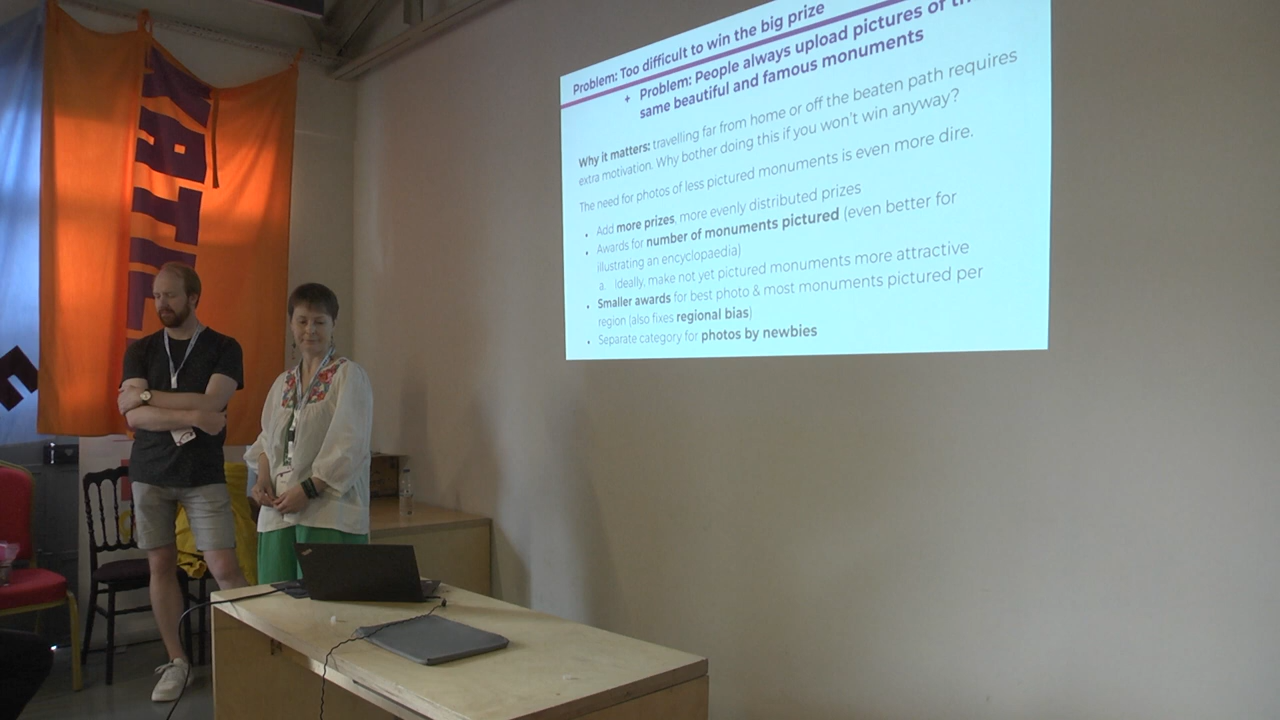 Problem: Too difficult to win the big prize
+ Problem: People always upload pictures of
same beautiful and famous monuments
Why it matters: travelling far from home or off the beaten path requires
extra motivation. Why bother doing this if you won't win anyway?
The need for photos of less pictured monuments is even more dire.
• Add more prizes, more evenly distributed prizes
• Awards for number of monuments pictured (even better for
illustrating an encyclopaedia)
a. Ideally, make not yet pictured monuments more attractive
• Smaller awards for best photo & most monuments pictured per
region (also fixes regional bias)
• Separate category for photos by newbies